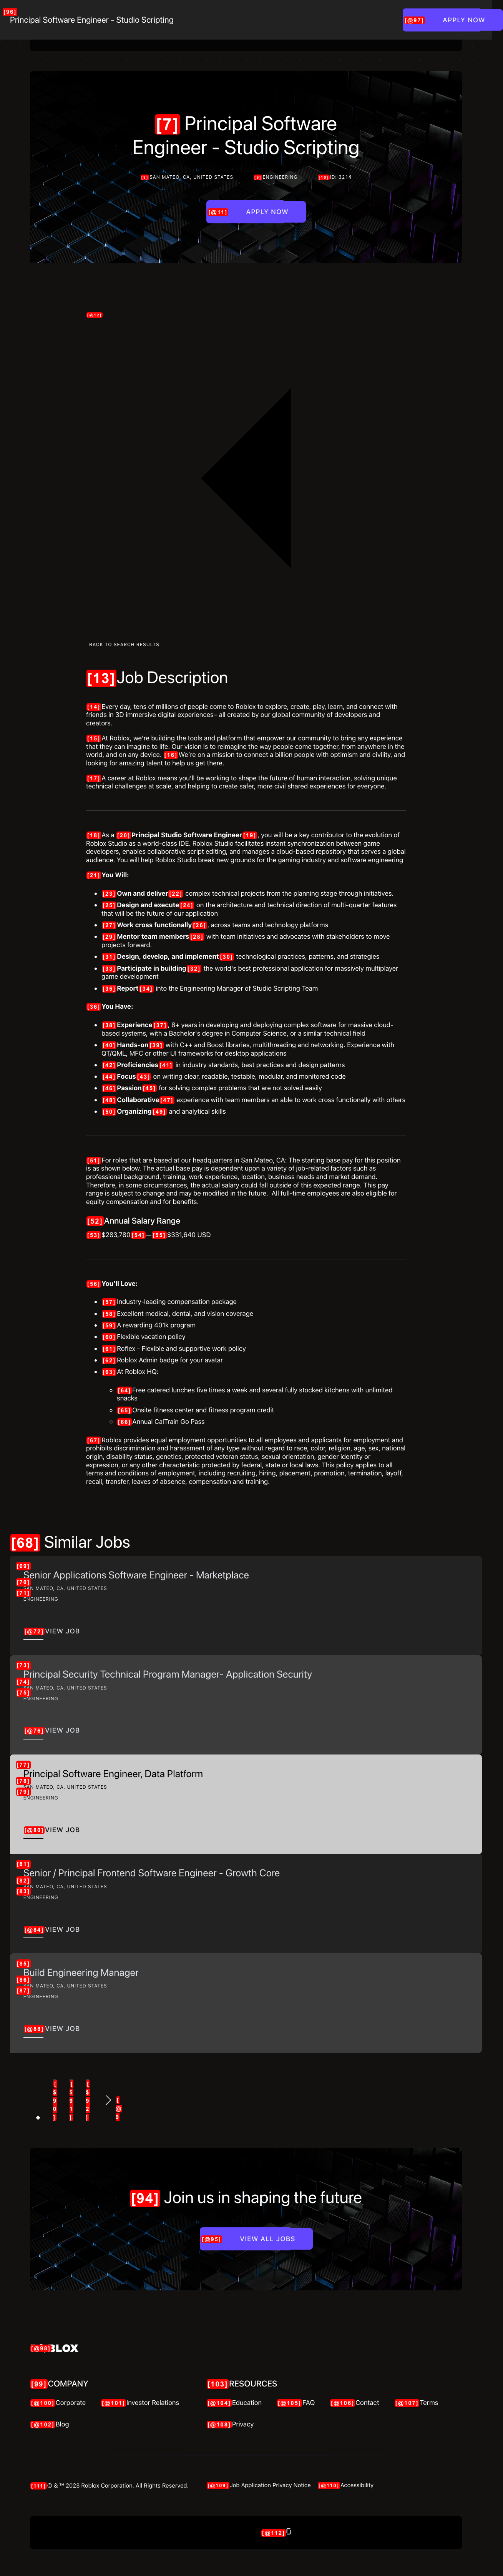 [96]
Principal Software Engineer - Studio Scripting
[@97] APPLY NOW
[7] Principal Software
Engineer - Studio Scripting
[8] SAN MATEO, CA, UNITED STATES [9] ENGINEERING [10] ID: 3214
[@11] APPLY NOW
[@12]
BACK TO SEARCH RESULTS
[13] Job Description
[14] Every day, tens of millions of people come to Roblox to explore, create, play, learn, and connect with
friends in 3D immersive digital experiences– all created by our global community of developers and
creators.
[15] At Roblox, we're building the tools and platform that empower our community to bring any experience
that they can imagine to life. Our vision is to reimagine the way people come together, from anywhere in the
world, and on any device. [16] We're on a mission to connect a billion people with optimism and civility, and
looking for amazing talent to help us get there.
[17] A career at Roblox means you'll be working to shape the future of human interaction, solving unique
technical challenges at scale, and helping to create safer, more civil shared experiences for everyone.
[18] As a [20] Principal Studio Software Engineer [19], you will be a key contributor to the evolution of
Roblox Studio as a world-class IDE. Roblox Studio facilitates instant synchronization between game
developers, enables collaborative script editing, and manages a cloud-based repository that serves a global
audience. You will help Roblox Studio break new grounds for the gaming industry and software engineering
[21] You Will:
[23] Own and deliver [22] complex technical projects from the planning stage through initiatives.
[25] Design and execute [24] on the architecture and technical direction of multi-quarter features
that will be the future of our application
[27] Work cross functionally [26], across teams and technology platforms
[29] Mentor team members [28] with team initiatives and advocates with stakeholders to move
projects forward.
[31] Design, develop, and implement [30] technological practices, patterns, and strategies
[33] Participate in building [32] the world's best professional application for massively multiplayer
game development
[35] Report [34] into the Engineering Manager of Studio Scripting Team
[36] You Have:
[38] Experience [37], 8+ years in developing and deploying complex software for massive cloud-
based systems, with a Bachelor's degree in Computer Science, or a similar technical field
[40] Hands-on [39] with C++ and Boost libraries, multithreading and networking. Experience with
QT/QML, MFC or other UI frameworks for desktop applications
[42] Proficiencies [41] in industry standards, best practices and design patterns
[44] Focus [43] on writing clear, readable, testable, modular, and monitored code
[46] Passion [45] for solving complex problems that are not solved easily
[48] Collaborative [47] experience with team members an able to work cross functionally with others
[50] Organizing [49] and analytical skills
[51] For roles that are based at our headquarters in San Mateo, CA: The starting base pay for this position
is as shown below. The actual base pay is dependent upon a variety of job-related factors such as
professional background, training, work experience, location, business needs and market demand.
Therefore, in some circumstances, the actual salary could fall outside of this expected range. This pay
range is subject to change and may be modified in the future. All full-time employees are also eligible for
equity compensation and for benefits.
[52] Annual Salary Range
[53] $283,780 [54] — [55] $331,640 USD
[56] You'll Love:
[57] Industry-leading compensation package
[58] Excellent medical, dental, and vision coverage
[59] A rewarding 401k program
[60] Flexible vacation policy
[61] Roflex - Flexible and supportive work policy
[62] Roblox Admin badge for your avatar
[63] At Roblox HQ:
[64] Free catered lunches five times a week and several fully stocked kitchens with unlimited
snacks
[65] Onsite fitness center and fitness program credit
[66] Annual CalTrain Go Pass
[67] Roblox provides equal employment opportunities to all employees and applicants for employment and
prohibits discrimination and harassment of any type without regard to race, color, religion, age, sex, national
origin, disability status, genetics, protected veteran status, sexual orientation, gender identity or
expression, or any other characteristic protected by federal, state or local laws. This policy applies to all
terms and conditions of employment, including recruiting, hiring, placement, promotion, termination, layoff,
recall, transfer, leaves of absence, compensation and training.
[68] Similar Jobs
[69]
Senior Applications Software Engineer - Marketplace
[70] SAN MATEO, CA, UNITED STATES
[71] ENGINEERING
[@72] VIEW JOB
[73]
Principal Security Technical Program Manager- Application Security
[74] SAN MATEO, CA, UNITED STATES
[75] ENGINEERING
[@76] VIEW JOB
[77]
Principal Software Engineer, Data Platform
[78] SAN MATEO, CA, UNITED STATES
[79] ENGINEERING
[@80] VIEW JOB
[81]
Senior / Principal Frontend Software Engineer - Growth Core
[82] SAN MATEO, CA, UNITED STATES
[83] ENGINEERING
[@84] VIEW JOB
[85]
Build Engineering Manager
[86] SAN MATEO, CA, UNITED STATES
[87] ENGINEERING
[@88] VIEW JOB
[$90] [$91] [$92] [@9
[94] Join us in shaping the future
[@95] VIEW ALL JOBS
[@98] BLOX
[99] COMPANY
[103] RESOURCES
[@100] Corporate [@101] Investor Relations
[@104] Education [@105] FAQ [@106] Contact [@107] Terms
[@102] Blog
[@108] Privacy
[111] © & ™ 2023 Roblox Corporation. All Rights Reserved.
[@109] Job Application Privacy Notice [@110] Accessibility
[@112]